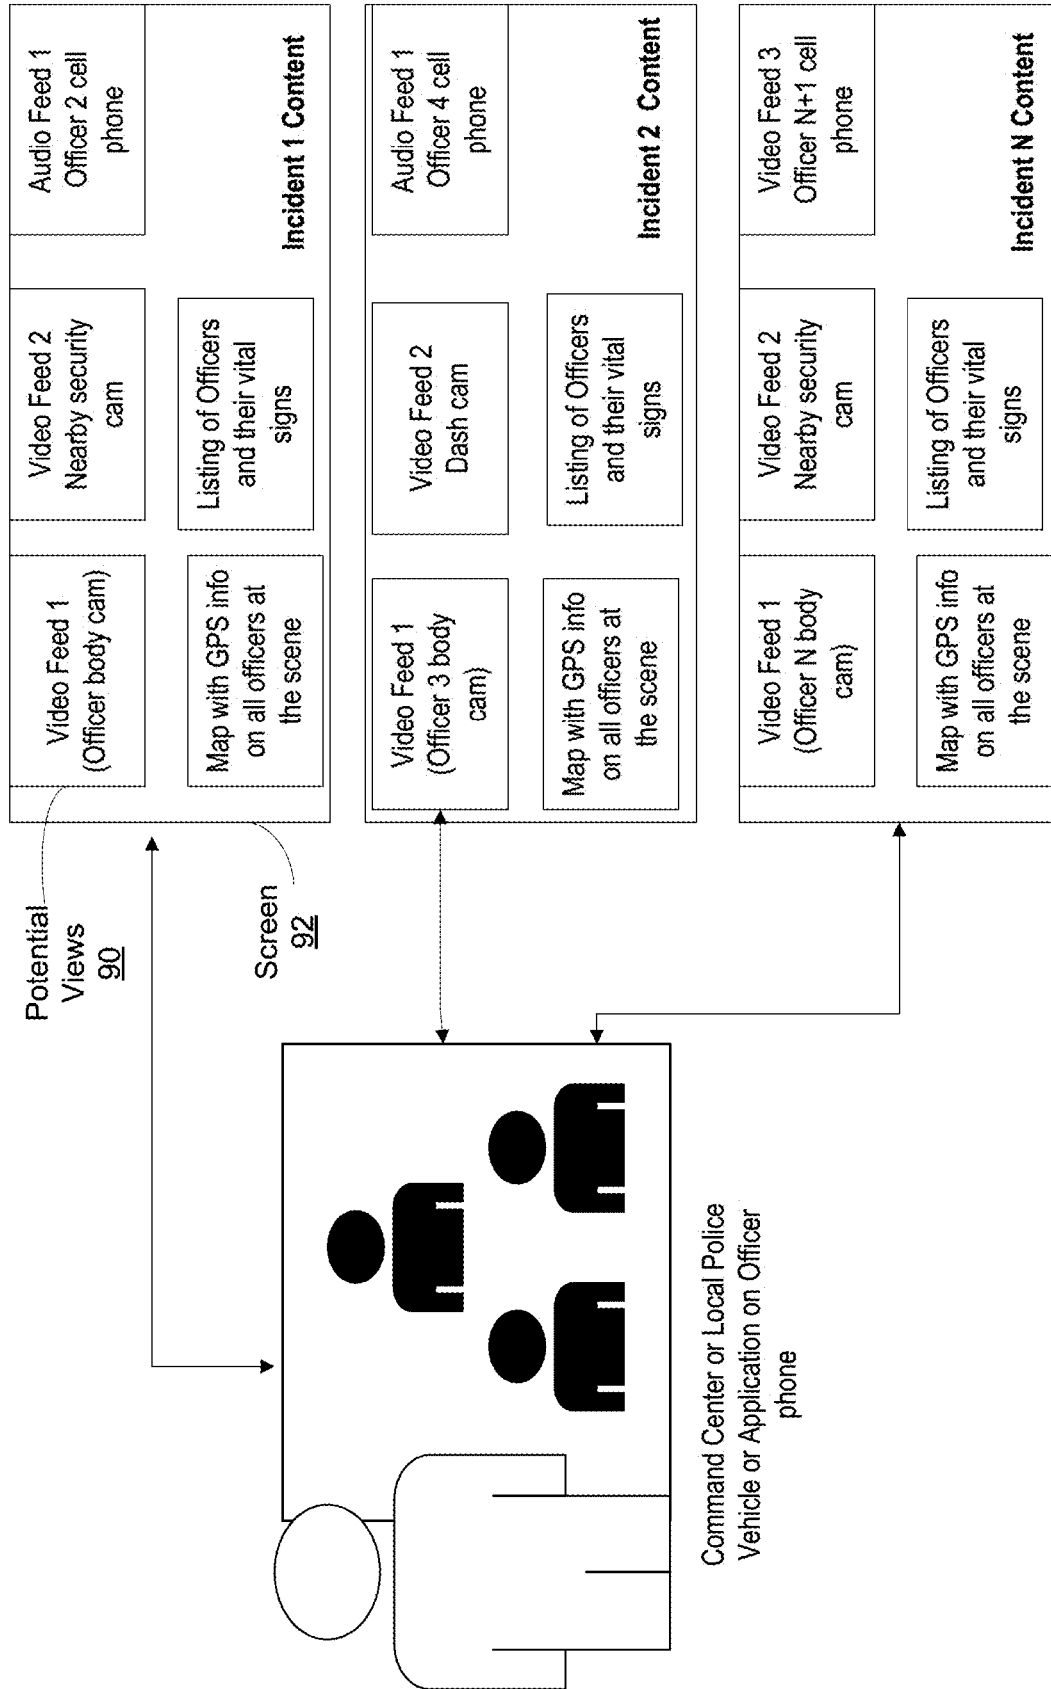 Potential
Views
90
Screen
92
Video Feed 1
(Officer body cam)
Video Feed 2
Nearby security
cam
Audio Feed 1
Officer 2 cell
phone
Map with GPS info
on all officers at
the scene
Listing of Officers
and their vital
signs
Incident 1 Content
Video Feed 1
(Officer 3 body
cam)
Video Feed 2
Dash cam
Audio Feed 1
Officer 4 cell
phone
Map with GPS info
on all officers at
the scene
Listing of Officers
and their vital
signs
Incident 2 Content
Video Feed 1
(Officer N body
cam)
Video Feed 2
Nearby security
cam
Video Feed 3
Officer N+1 cell
phone
Map with GPS info
on all officers at
the scene
Listing of Officers
and their vital
signs
Incident N Content
Command Center or Local Police
Vehicle or Application on Officer
phone